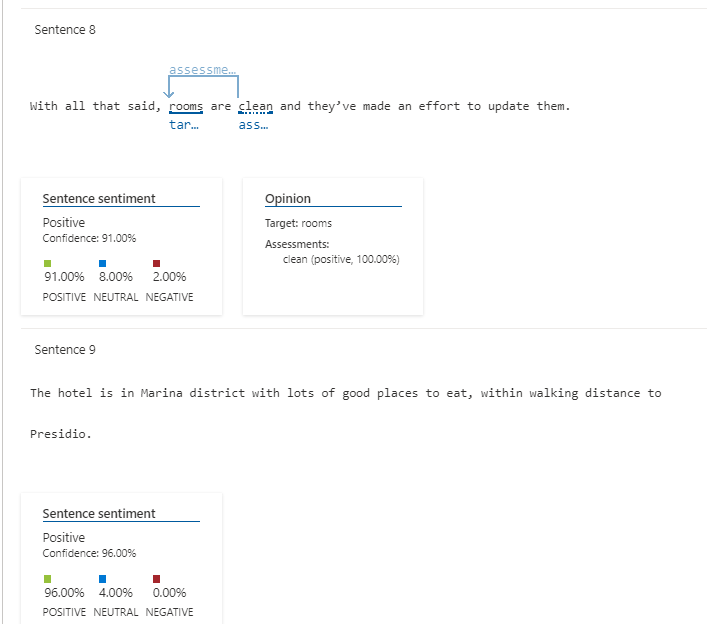 Sentence 8
assessme...
With all that said, rooms are clean and they’ve made an effort to update them.
tar... ass...
Sentence sentiment
Positive
Confidence: 91.00%
91.00% 8.00% 2.00%
POSITIVE NEUTRAL NEGATIVE
Opinion
Target: rooms
Assessments:
clean (positive, 100.00%)
Sentence 9
The hotel is in Marina district with lots of good places to eat, within walking distance to
Presidio.
Sentence sentiment
Positive
Confidence: 96.00%
96.00% 4.00% 0.00%
POSITIVE NEUTRAL NEGATIVE